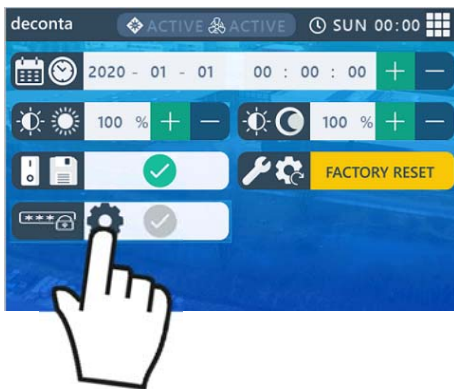 deconta ACTIVE ACTIVE SUN 00:00
2020 - 01 - 01 00 : 00 : 00 + −
100 % + − 100 % + −
FACTORY RESET
***